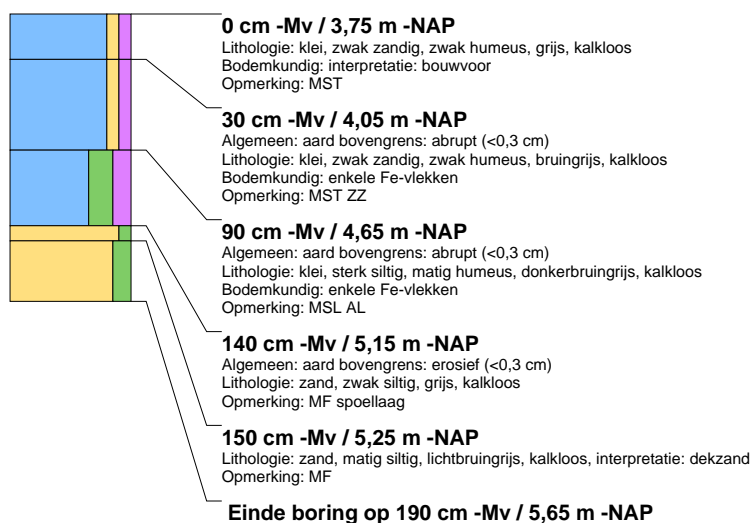 0 cm -Mv / 3,75 m -NAP
Lithologie: klei, zwak zandig, zwak humeus, grijs, kalkloos
Bodemkundig: interpretatie: bouwvoor
Opmerking: MST
30 cm -Mv / 4,05 m -NAP
Algemeen: aard bovengrens: abrupt (<0,3 cm)
Lithologie: klei, zwak zandig, zwak humeus, bruingrijs, kalkloos
Bodemkundig: enkele Fe-vlekken
Opmerking: MST ZZ
90 cm -Mv / 4,65 m -NAP
Algemeen: aard bovengrens: abrupt (<0,3 cm)
Lithologie: klei, sterk siltig, matig humeus, donkerbruingrijs, kalkloos
Bodemkundig: enkele Fe-vlekken
Opmerking: MSL AL
140 cm -Mv / 5,15 m -NAP
Algemeen: aard bovengrens: erosief (<0,3 cm)
Lithologie: zand, zwak siltig, grijs, kalkloos
Opmerking: MF spoellaag
150 cm -Mv / 5,25 m -NAP
Lithologie: zand, matig siltig, lichtbruingrijs, kalkloos, interpretatie: dekzand
Opmerking: MF
Einde boring op 190 cm -Mv / 5,65 m -NAP